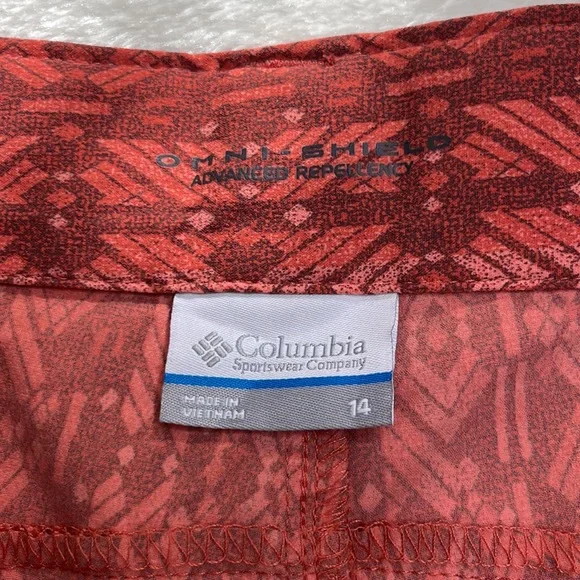 OMNI-SHIELD
ADVANCED REPELLENCY
Columbia
Sportswear Company
MADE IN
VIETNAM
14